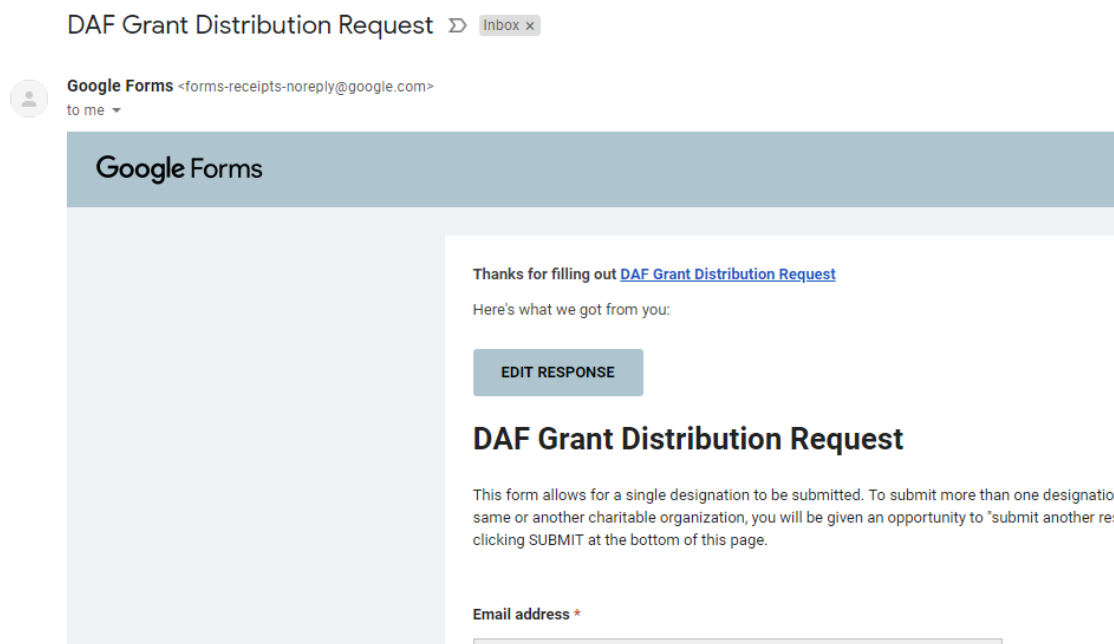 DAF Grant Distribution Request Inbox ×
Google Forms <forms-receipts-noreply@google.com>
to me
Google Forms
Thanks for filling out DAF Grant Distribution Request
Here's what we got from you:
EDIT RESPONSE
DAF Grant Distribution Request
This form allows for a single designation to be submitted. To submit more than one
same or another charitable organization, you will be given an opportunity to "submit another
clicking SUBMIT at the bottom of this page.
Email address *